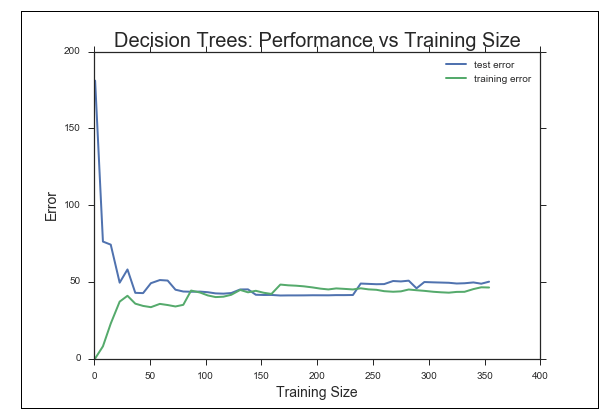 Decision Trees: Performance vs Training Size
200
150
100
50
0
Error
test error
training error
0 50 100 150 200 250 300 350 400
Training Size